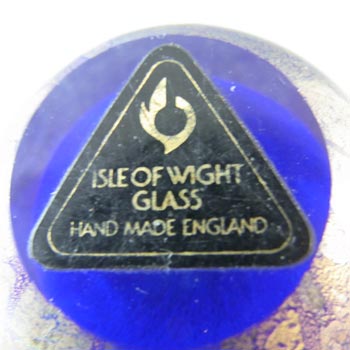 ISLE OF WIGHT
GLASS
HAND MADE ENGLAND